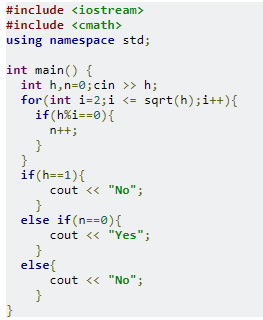 #include <iostream>
#include <cmath>
using namespace std;
int main() {
  int h,n=0;cin >> h;
  for(int i=2;i <= sqrt(h);i++){
    if(h%i==0){
      n++;
    }
  }
  if(h==1){
      cout << "No";
    }
  else if(n==0){
      cout << "Yes";
    }
  else{
      cout << "No";
    }
}